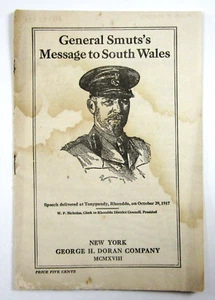 General Smuts's
Message to South Wales
Speech delivered at Tonypandy, Rhondda, on October 29, 1917
W. P. Nicholas, Clerk to Rhondda District Council, Presided
NEW YORK
GEORGE H. DORAN COMPANY
MCMXVIII
PRICE FIVE CENTS